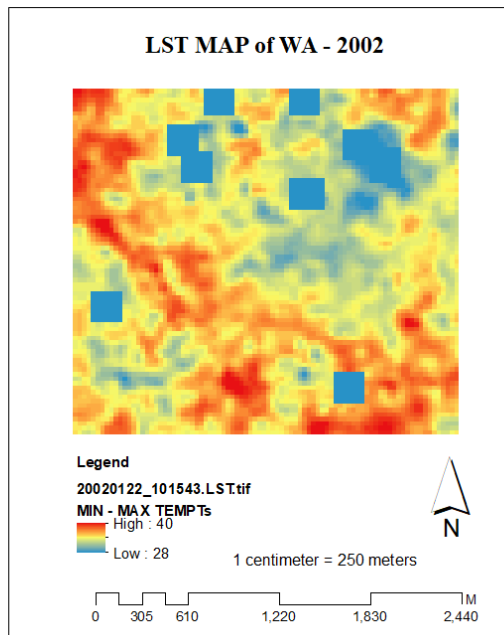 LST MAP of WA - 2002
Legend
20020122_101543.LST.tif
MIN - MAX TEMPTs
High : 40
Low : 28
N
1 centimeter = 250 meters
M
0 305 610 1,220 1,830 2,440